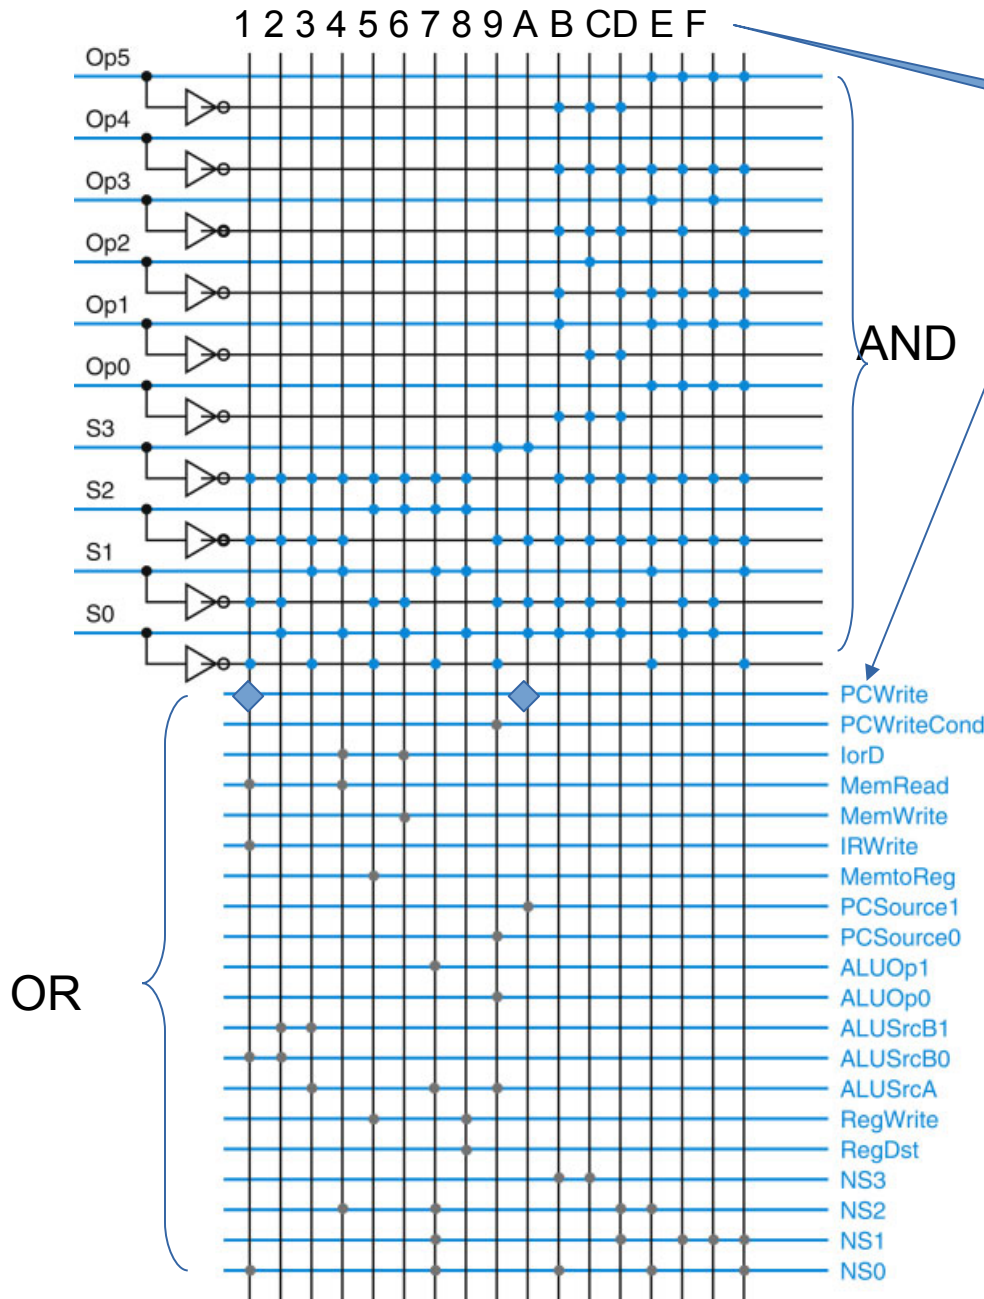 1 2 3 4 5 6 7 8 9 A B CD E F
Op5
Op4
Op3
Op2
Op1
Op0
S3
S2
S1
S0
AND
OR
PCWrite
PCWriteCond
IorD
MemRead
MemWrite
IRWrite
MemtoReg
PCSource1
PCSource0
ALUOp1
ALUOp0
ALUSrcB1
ALUSrcB0
ALUSrcA
RegWrite
RegDst
NS3
NS2
NS1
NS0